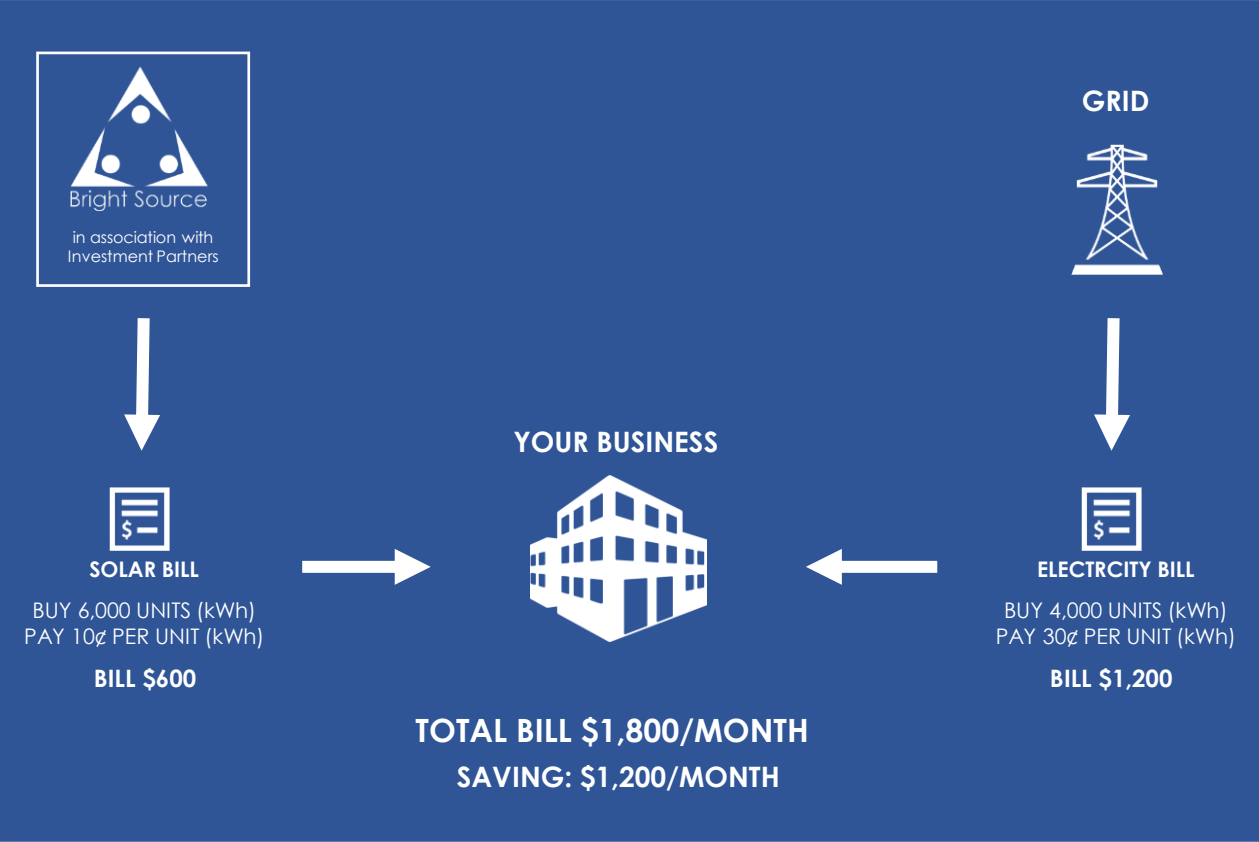 Bright Source
in association with
Investment Partners
GRID
YOUR BUSINESS
$
SOLAR BILL
BUY 6,000 UNITS (kWh)
PAY 10¢ PER UNIT (kWh)
BILL $600
$
ELECTRCITY BILL
BUY 4,000 UNITS (kWh)
PAY 30¢ PER UNIT (kWh)
BILL $1,200
TOTAL BILL $1,800/MONTH
SAVING: $1,200/MONTH